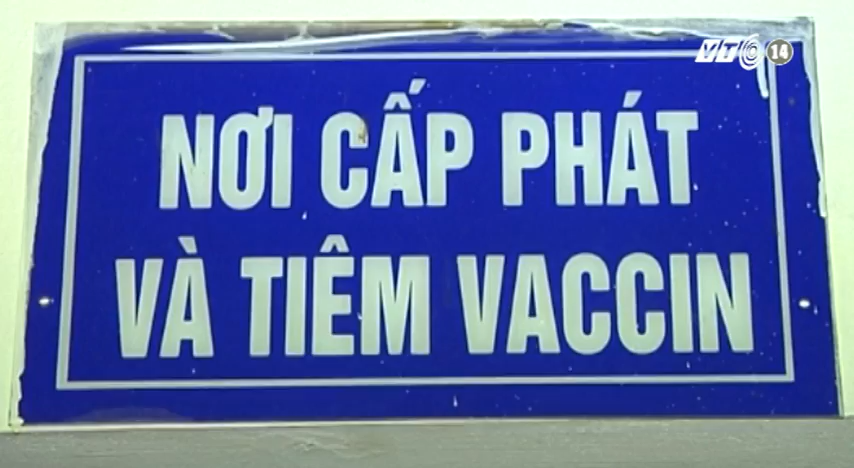 VTC 14
NƠI CẤP PHÁT
VÀ TIÊM VACCIN